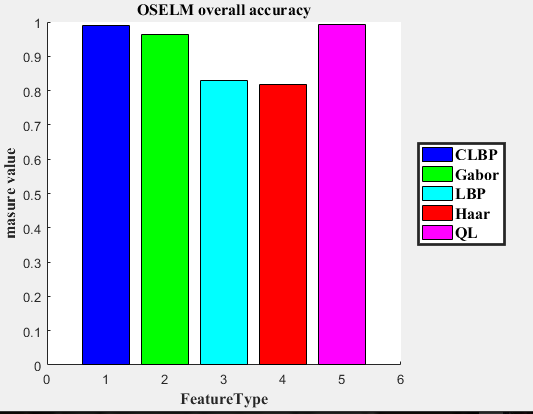 OSELM overall accuracy
1
0.9
0.8
0.7
0.6
0.5
0.4
0.3
0.2
0.1
0
masure value
0 1 2 3 4 5 6
FeatureType
CLBP
Gabor
LBP
Haar
QL